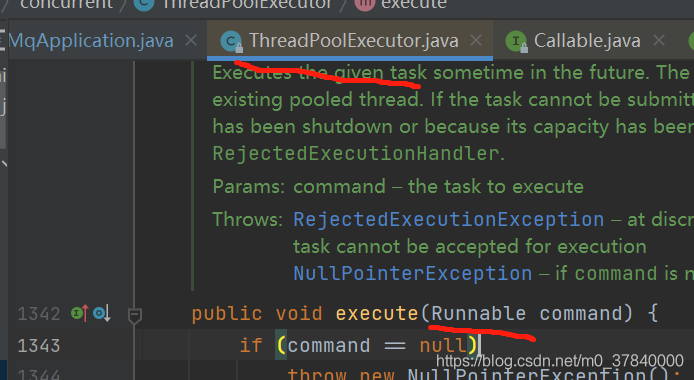 concurrent ThreadPoolExecutor execute
MqApplication.java ThreadPoolExecutor.java Callable.java
Executes the given task sometime in the future. The
existing pooled thread. If the task cannot be submitt
has been shutdown or because its capacity has been
RejectedExecutionHandler.
Params: command – the task to execute
Throws: RejectedExecutionException – at discr
task cannot be accepted for execution
NullPointerException – if command is n
1342 public void execute(Runnable command) {
1343 if (command == null)
throw new NullPointerException();
https://blog.csdn.net/m0_37840000